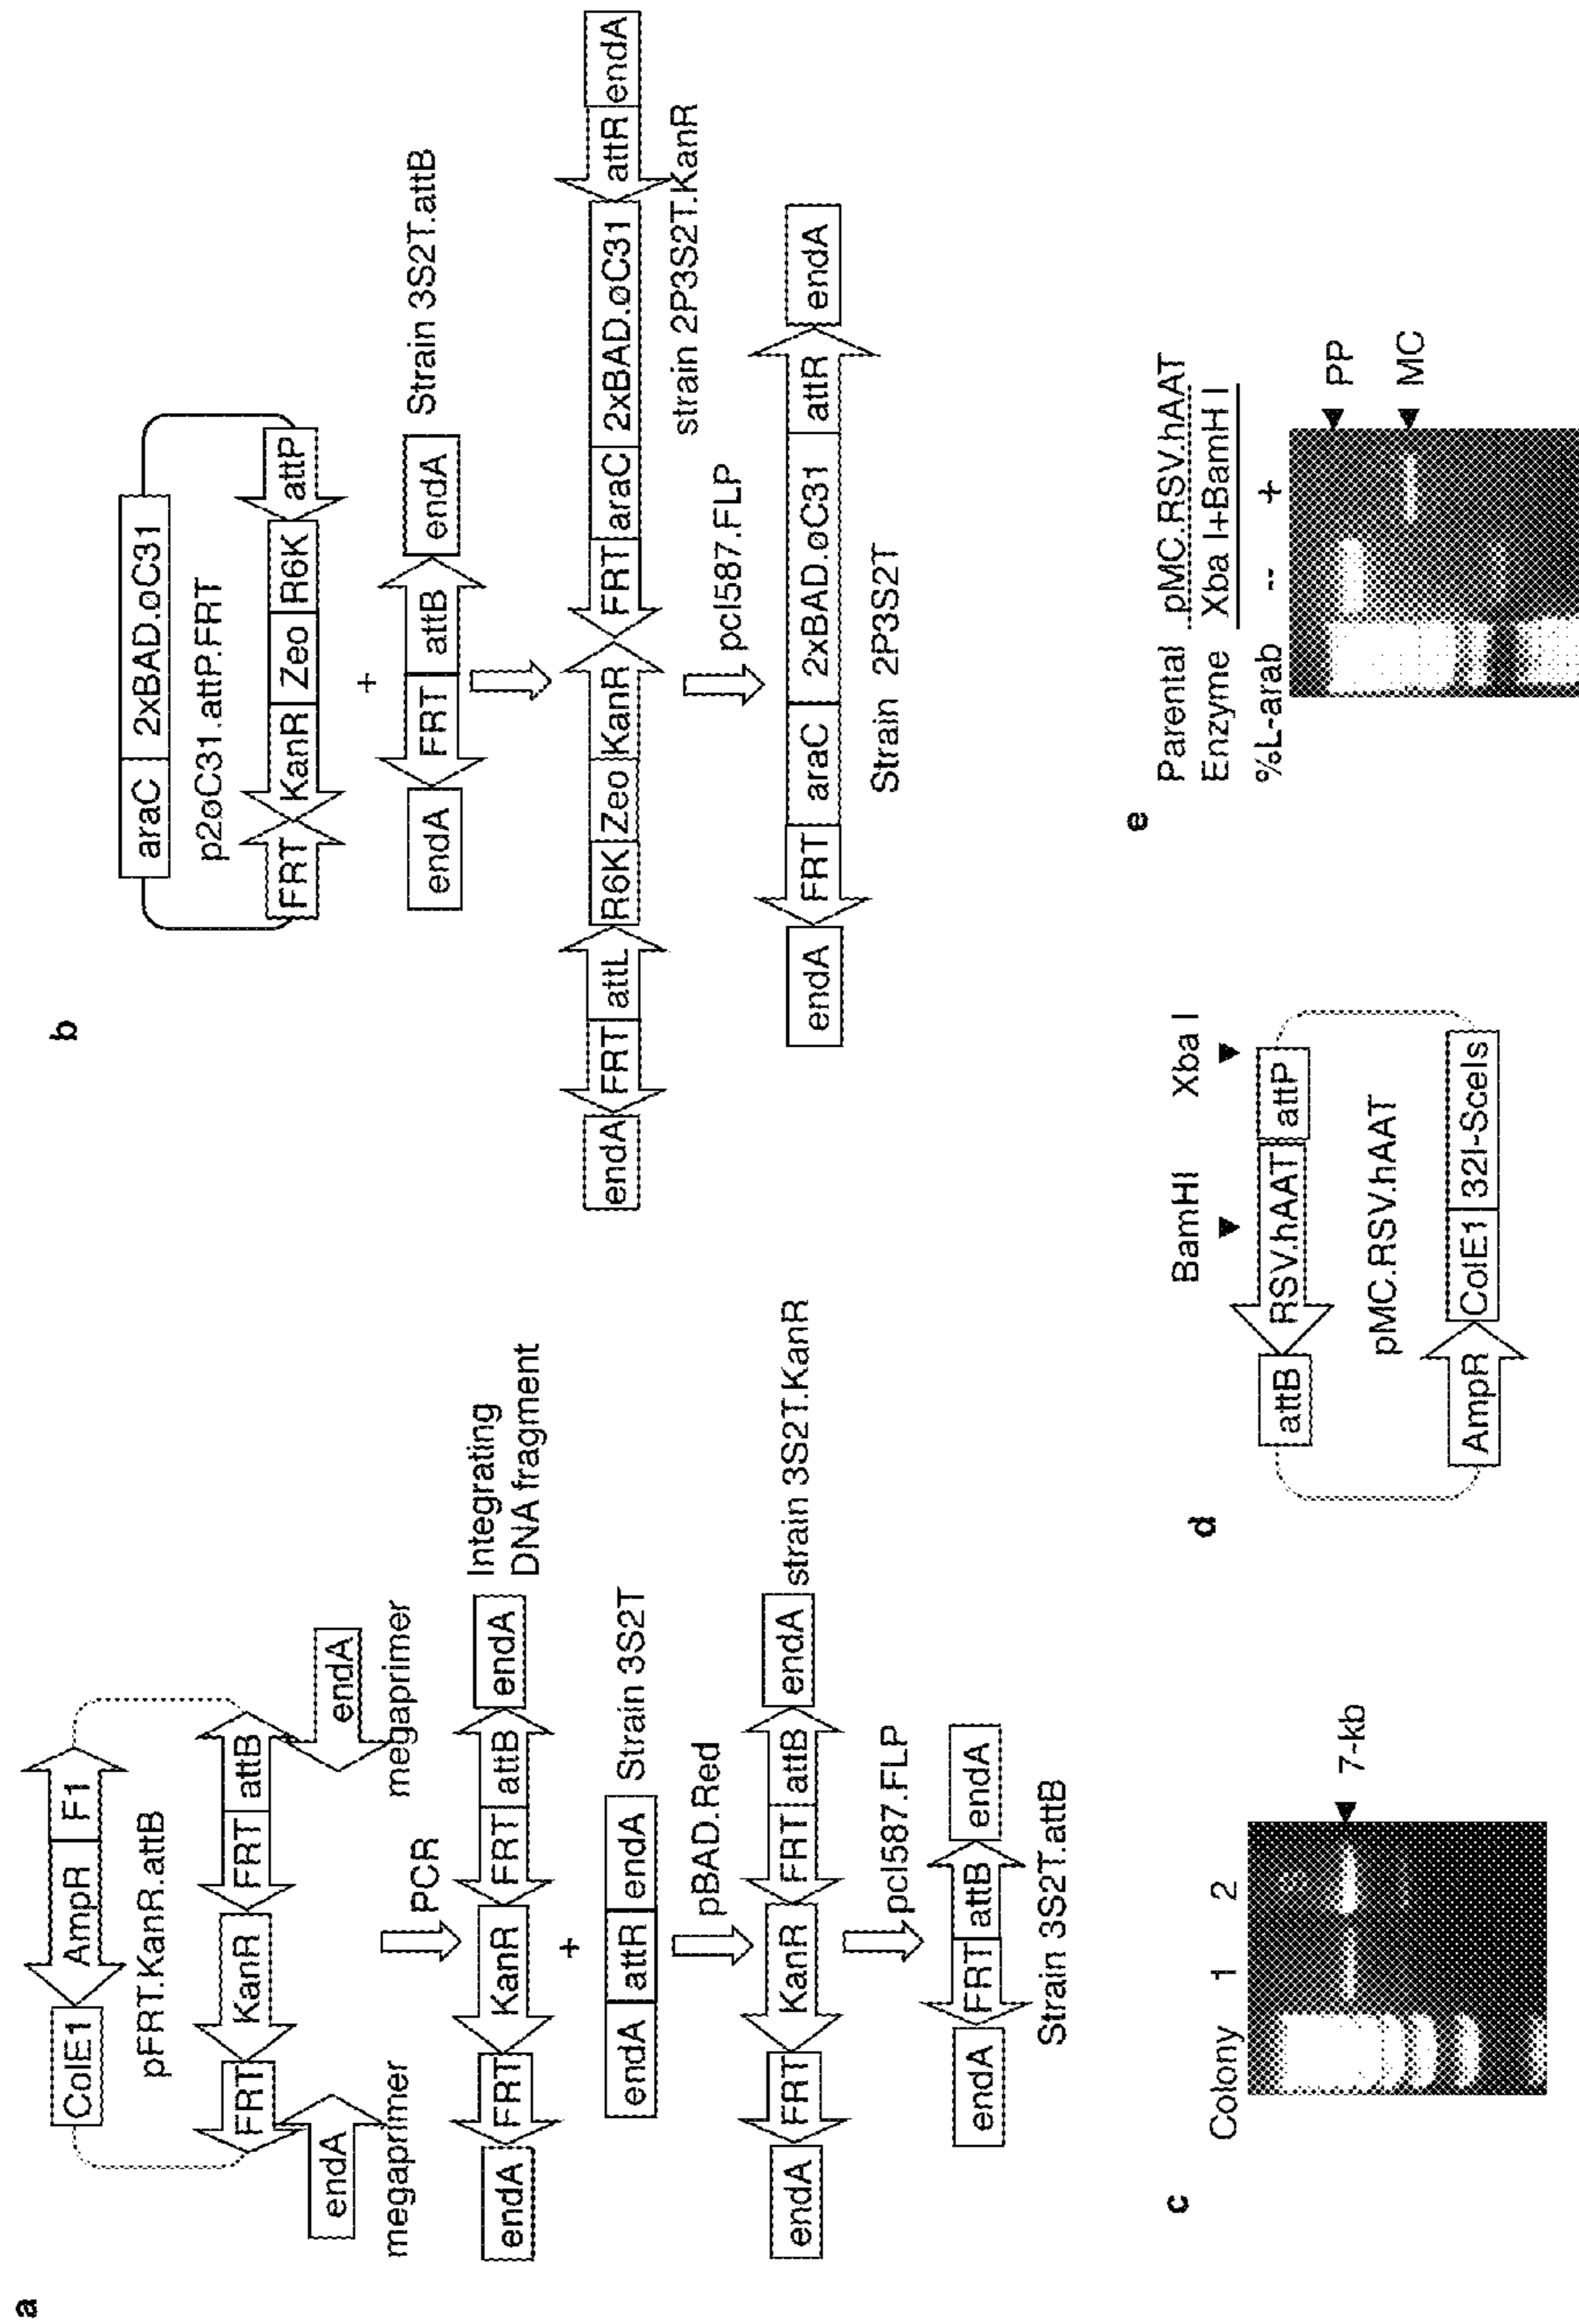 a
ColE1 AmpR F1
pFRT.KanR.attB
FRT KanR FRT attB
endA endA
megaprimer megaprimer
PCR
endA FRT KanR FRT attB endA
Integrating
DNA fragment
+
endA attR endA
Strain 3S2T
pBAD.Red
endA FRT KanR FRT attB endA
strain 3S2T.KanR
pcI587.FLP
endA FRT attB endA
Strain 3S2T.attB
b
araC 2xBAD.øC31
p2øC31.attP.FRT
FRT KanR Zeo R6K attP
+
endA FRT attB endA
Strain 3S2T.attB
endA FRT attL R6K Zeo KanR FRT araC 2xBAD.øC31 attR endA
strain 2P3S2T.KanR
pcI587.FLP
endA FRT araC 2xBAD.øC31 attR endA
Strain 2P3S2T
c
Colony 1 2
7-kb
d
BamHI Xba I
attB RSV.hAAT attP
pMC.RSV.hAAT
AmpR ColE1 32I-SceIs
e
Parental pMC.RSV.hAAT
Enzyme Xba I+BamH I
%L-arab -- +
PP
MC